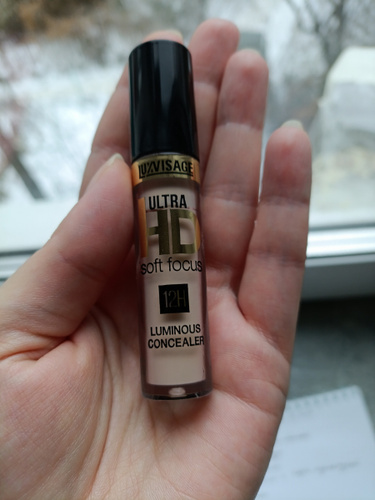 LUXVISAGE
ULTRA
HD
soft focus
12H
LUMINOUS
CONCEALER